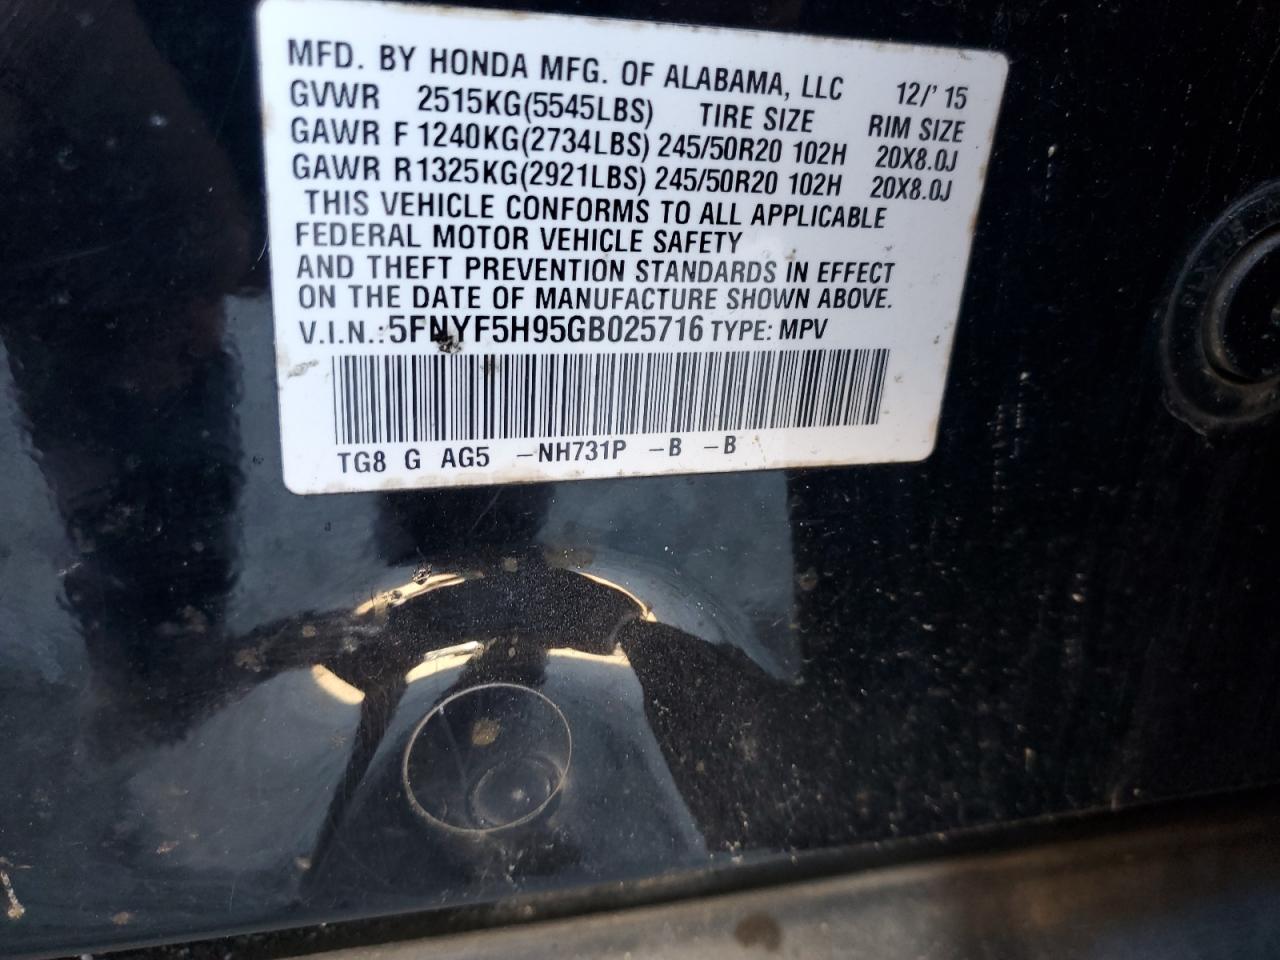 MFD. BY HONDA MFG. OF ALABAMA, LLC 12/'15
GVWR 2515KG(5545LBS) TIRE SIZE RIM SIZE
GAWR F 1240KG(2734LBS) 245/50R20 102H 20X8.0J
GAWR R1325KG(2921LBS) 245/50R20 102H 20X8.0J
THIS VEHICLE CONFORMS TO ALL APPLICABLE
FEDERAL MOTOR VEHICLE SAFETY
AND THEFT PREVENTION STANDARDS IN EFFECT
ON THE DATE OF MANUFACTURE SHOWN ABOVE.
V.I.N.:5FNYF5H95GB025716 TYPE: MPV
TG8 G AG5 -NH731P -B -B